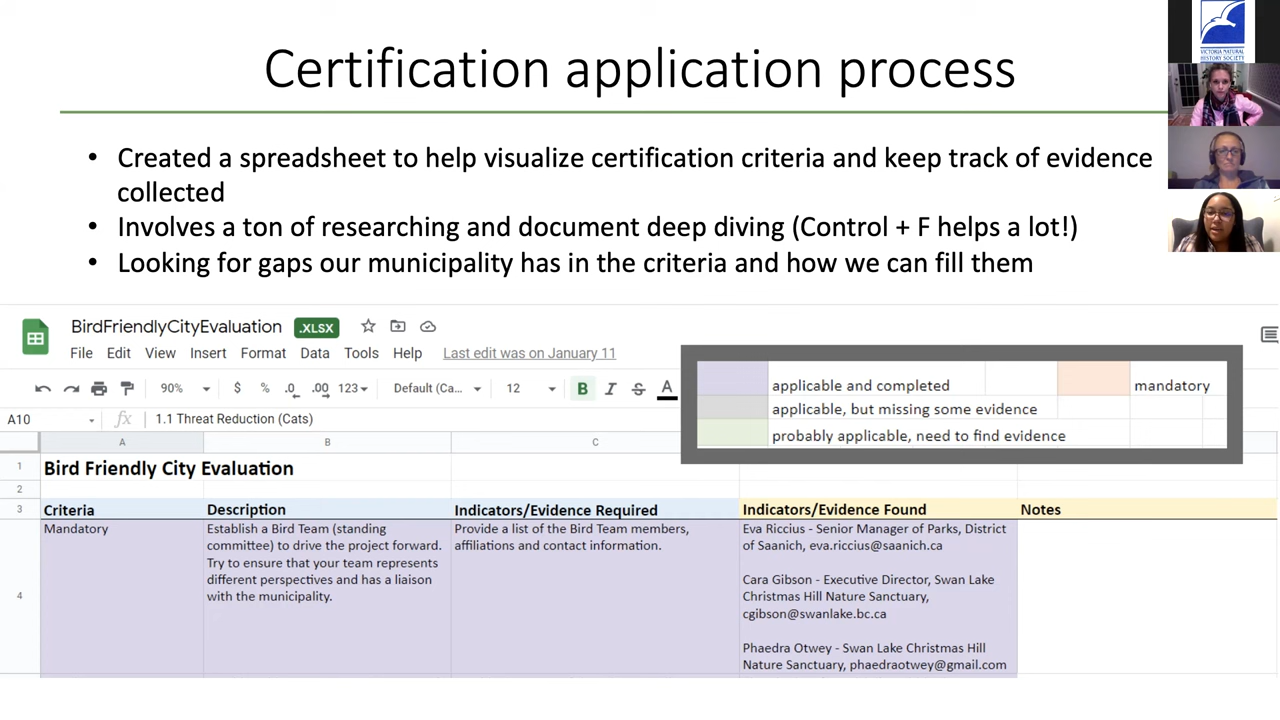 Certification application process
VICTORIA NATURAL
HISTORY SOCIETY
• Created a spreadsheet to help visualize certification criteria and keep track of evidence
collected
• Involves a ton of researching and document deep diving (Control + F helps a lot!)
• Looking for gaps our municipality has in the criteria and how we can fill them
BirdFriendlyCityEvaluation .XLSX
File Edit View Insert Format Data Tools Help Last edit was on January 11
90% $ % .0 .00 123 Default (Ca... 12 B I S A
applicable and completed mandatory
applicable, but missing some evidence
probably applicable, need to find evidence
A10 fx 1.1 Threat Reduction (Cats)
A B C
1 Bird Friendly City Evaluation
2
3 Criteria Description Indicators/Evidence Required Indicators/Evidence Found Notes
Mandatory Establish a Bird Team (standing Provide a list of the Bird Team members, Eva Riccius - Senior Manager of Parks, District
committee) to drive the project forward. affiliations and contact information. of Saanich, eva.riccius@saanich.ca
Try to ensure that your team represents
different perspectives and has a liaison Cara Gibson - Executive Director, Swan Lake
4 with the municipality. Christmas Hill Nature Sanctuary,
cgibson@swanlake.bc.ca
Phaedra Otwey - Swan Lake Christmas Hill
Nature Sanctuary, phaedraotwey@gmail.com